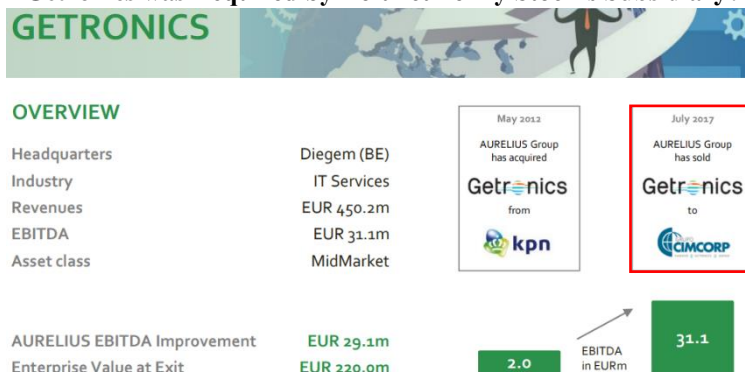 GETRONICS
OVERVIEW
Headquarters Diegem (BE)
Industry IT Services
Revenues EUR 450.2m
EBITDA EUR 31.1m
Asset class MidMarket
AURELIUS EBITDA Improvement EUR 29.1m
Enterprise Value at Exit EUR 220.0m
May 2012
AURELIUS Group
has acquired
Getronics
from
kpn
July 2017
AURELIUS Group
has sold
Getronics
to
CIMCORP
2.0
EBITDA
in EURm
31.1